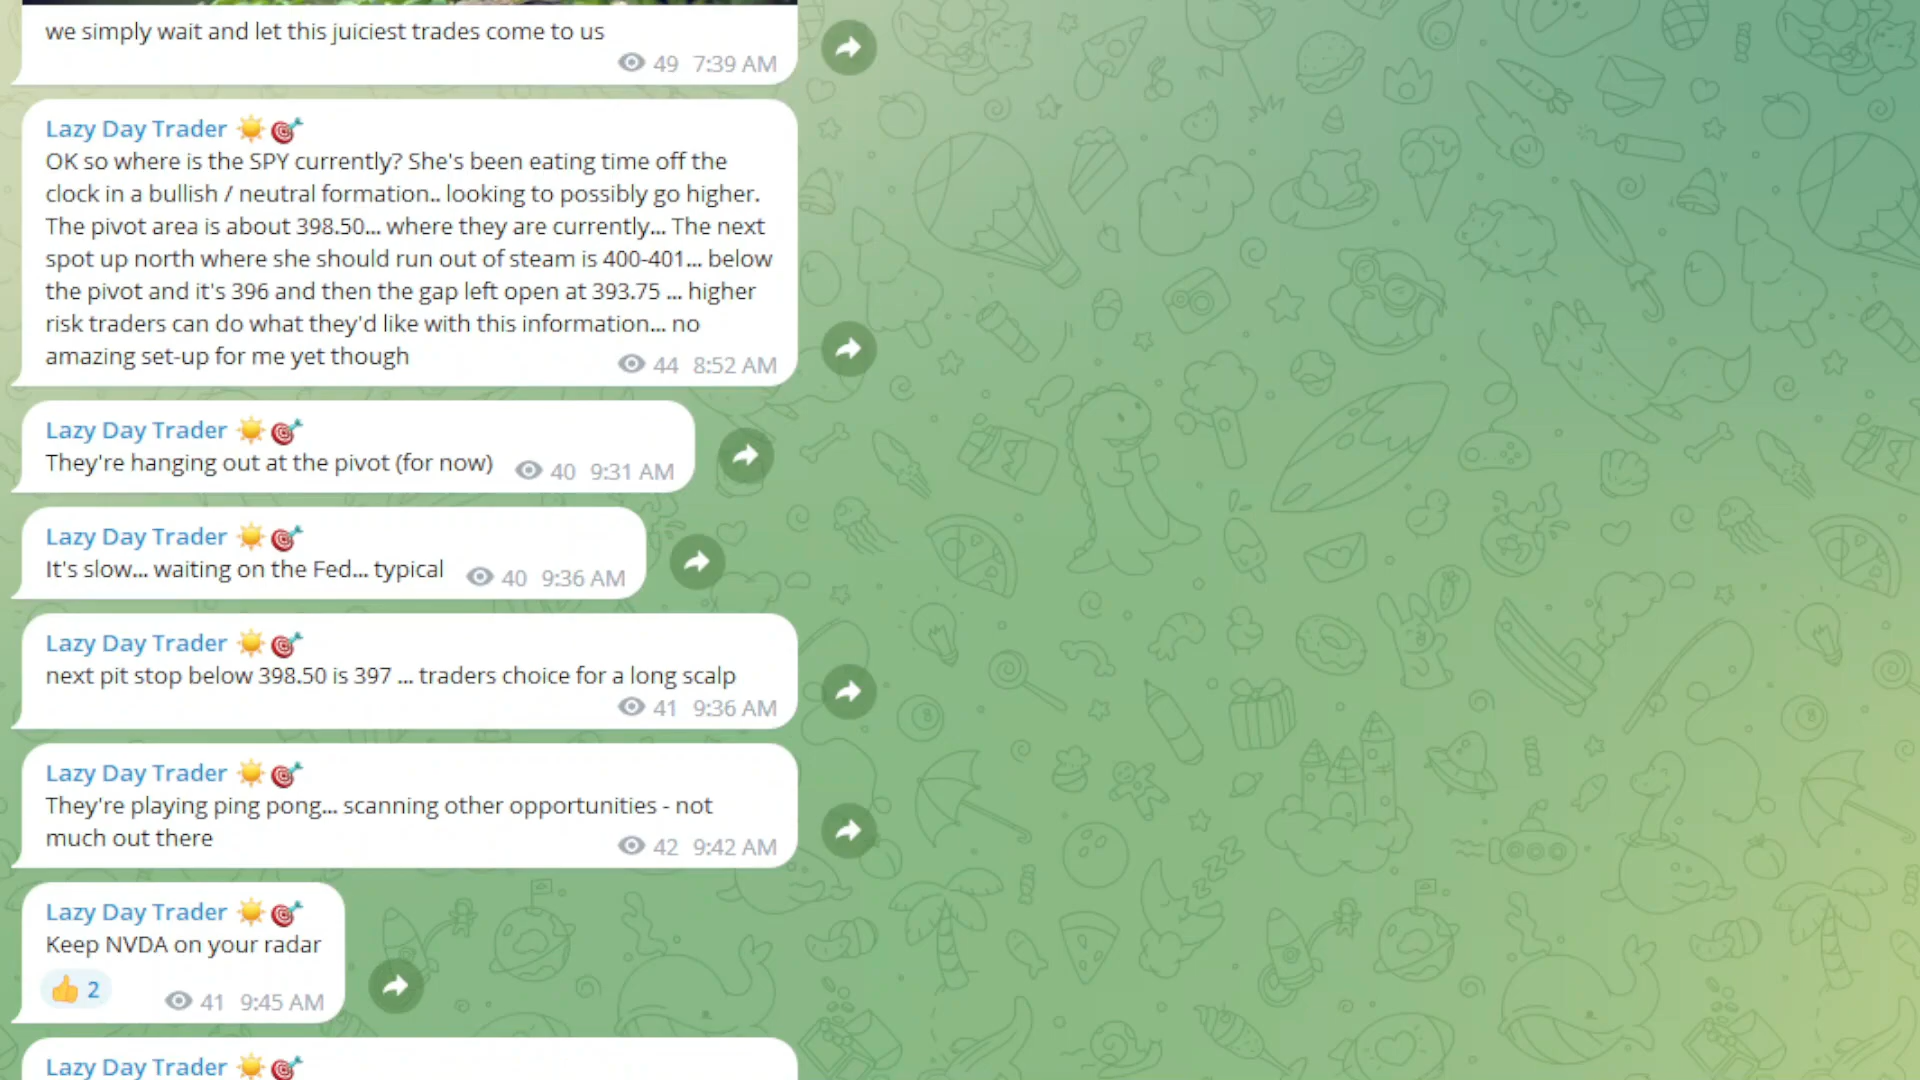 we simply wait and let this juiciest trades come to us
49 7:39 AM
Lazy Day Trader ☀️🎯
OK so where is the SPY currently? She's been eating time off the
clock in a bullish / neutral formation.. looking to possibly go higher.
The pivot area is about 398.50... where they are currently... The next
spot up north where she should run out of steam is 400-401... below
the pivot and it's 396 and then the gap left open at 393.75 ... higher
risk traders can do what they'd like with this information... no
amazing set-up for me yet though
44 8:52 AM
Lazy Day Trader ☀️🎯
They're hanging out at the pivot (for now)
40 9:31 AM
Lazy Day Trader ☀️🎯
It's slow... waiting on the Fed... typical
40 9:36 AM
Lazy Day Trader ☀️🎯
next pit stop below 398.50 is 397 ... traders choice for a long scalp
41 9:36 AM
Lazy Day Trader ☀️🎯
They're playing ping pong... scanning other opportunities - not
much out there
42 9:42 AM
Lazy Day Trader ☀️🎯
Keep NVDA on your radar
👍 2
41 9:45 AM
Lazy Day Trader ☀️🎯